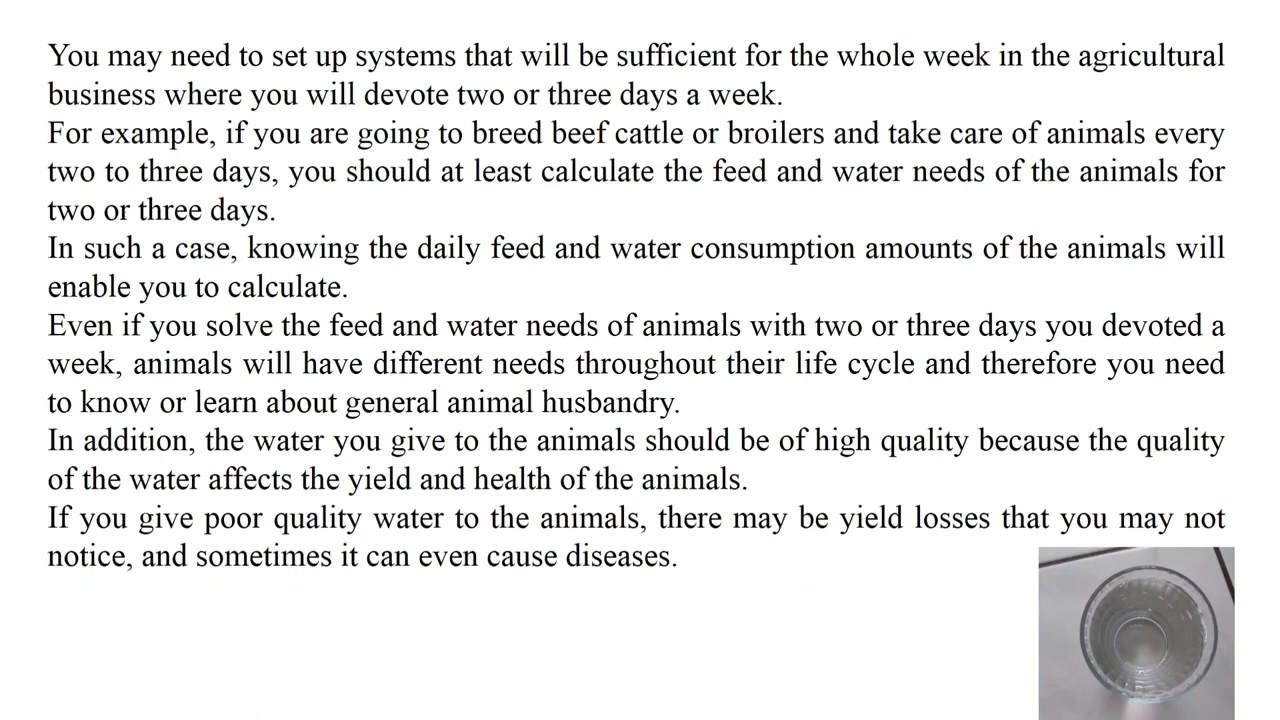 You may need to set up systems that will be sufficient for the whole week in the agricultural
business where you will devote two or three days a week.
For example, if you are going to breed beef cattle or broilers and take care of animals every
two to three days, you should at least calculate the feed and water needs of the animals for
two or three days.
In such a case, knowing the daily feed and water consumption amounts of the animals will
enable you to calculate.
Even if you solve the feed and water needs of animals with two or three days you devoted a
week, animals will have different needs throughout their life cycle and therefore you need
to know or learn about general animal husbandry.
In addition, the water you give to the animals should be of high quality because the quality
of the water affects the yield and health of the animals.
If you give poor quality water to the animals, there may be yield losses that you may not
notice, and sometimes it can even cause diseases.